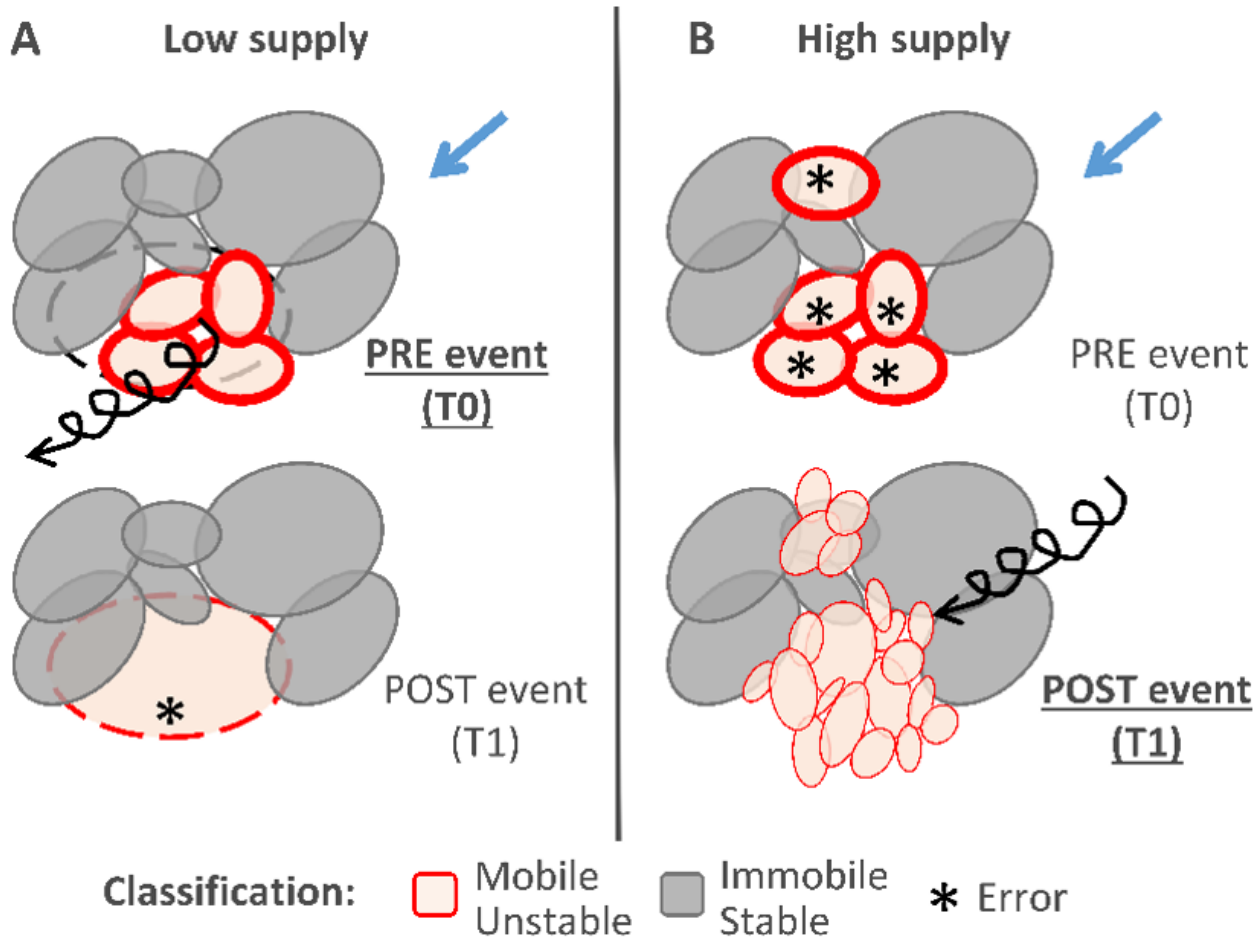 A Low supply
B High supply
PRE event
(T0)
PRE event
(T0)
*
*
*
*
*
POST event
(T1)
*
POST event
(T1)
Classification:
Mobile
Unstable
Immobile
Stable
* Error